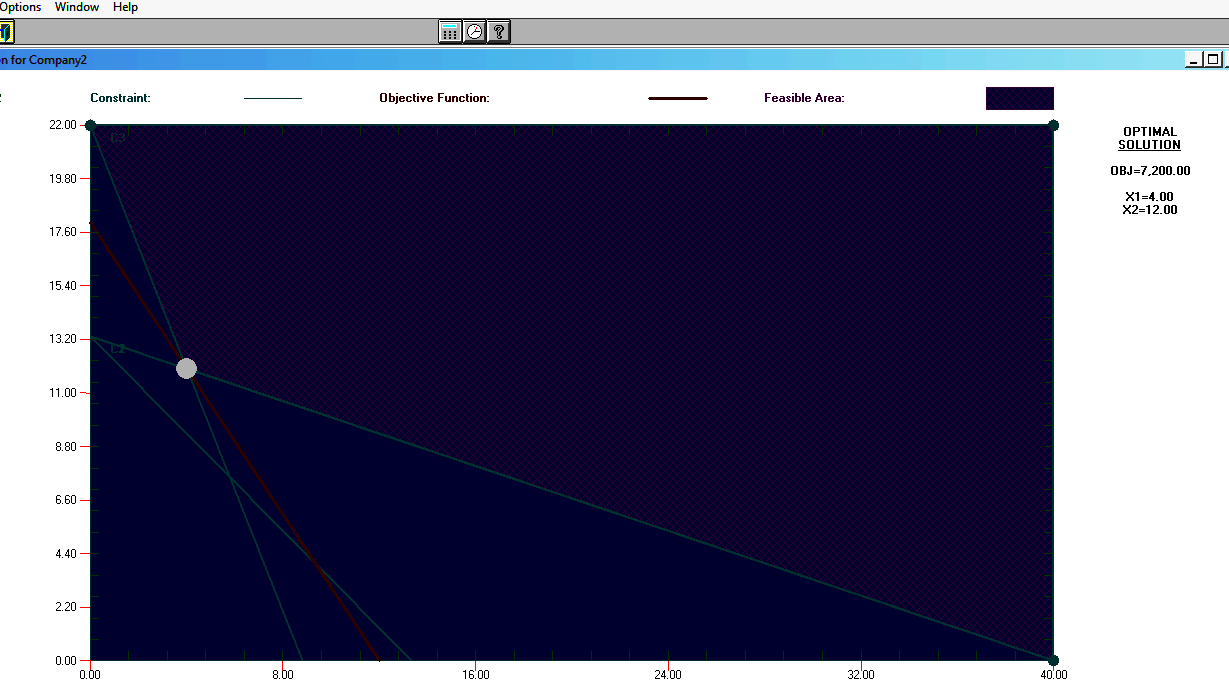 Options Window Help
?
n for Company2
2 Constraint: Objective Function: Feasible Area:
22.00
C3
19.80
17.60
15.40
13.20
C2
11.00
8.80
6.60
4.40
2.20
0.00
0.00 8.00 16.00 24.00 32.00 40.00
OPTIMAL
SOLUTION
OBJ=7,200.00
X1=4.00
X2=12.00